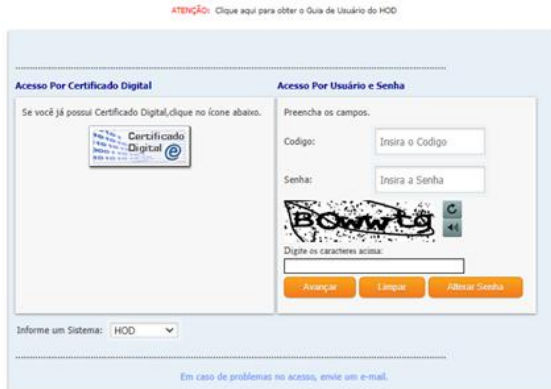 ATENÇÃO: Clique aqui para obter o Guia de Usuário do HOD
Acesso Por Certificado Digital
Se você já possui Certificado Digital,clique no ícone abaixo.
Certificado
Digital
Acesso Por Usuário e Senha
Preencha os campos.
Codigo: Insira o Codigo
Senha: Insira a Senha
Digite os caracteres acima:
Avançar Limpar Alterar Senha
Informe um Sistema: HOD
Em caso de problemas no acesso, envie um e-mail.